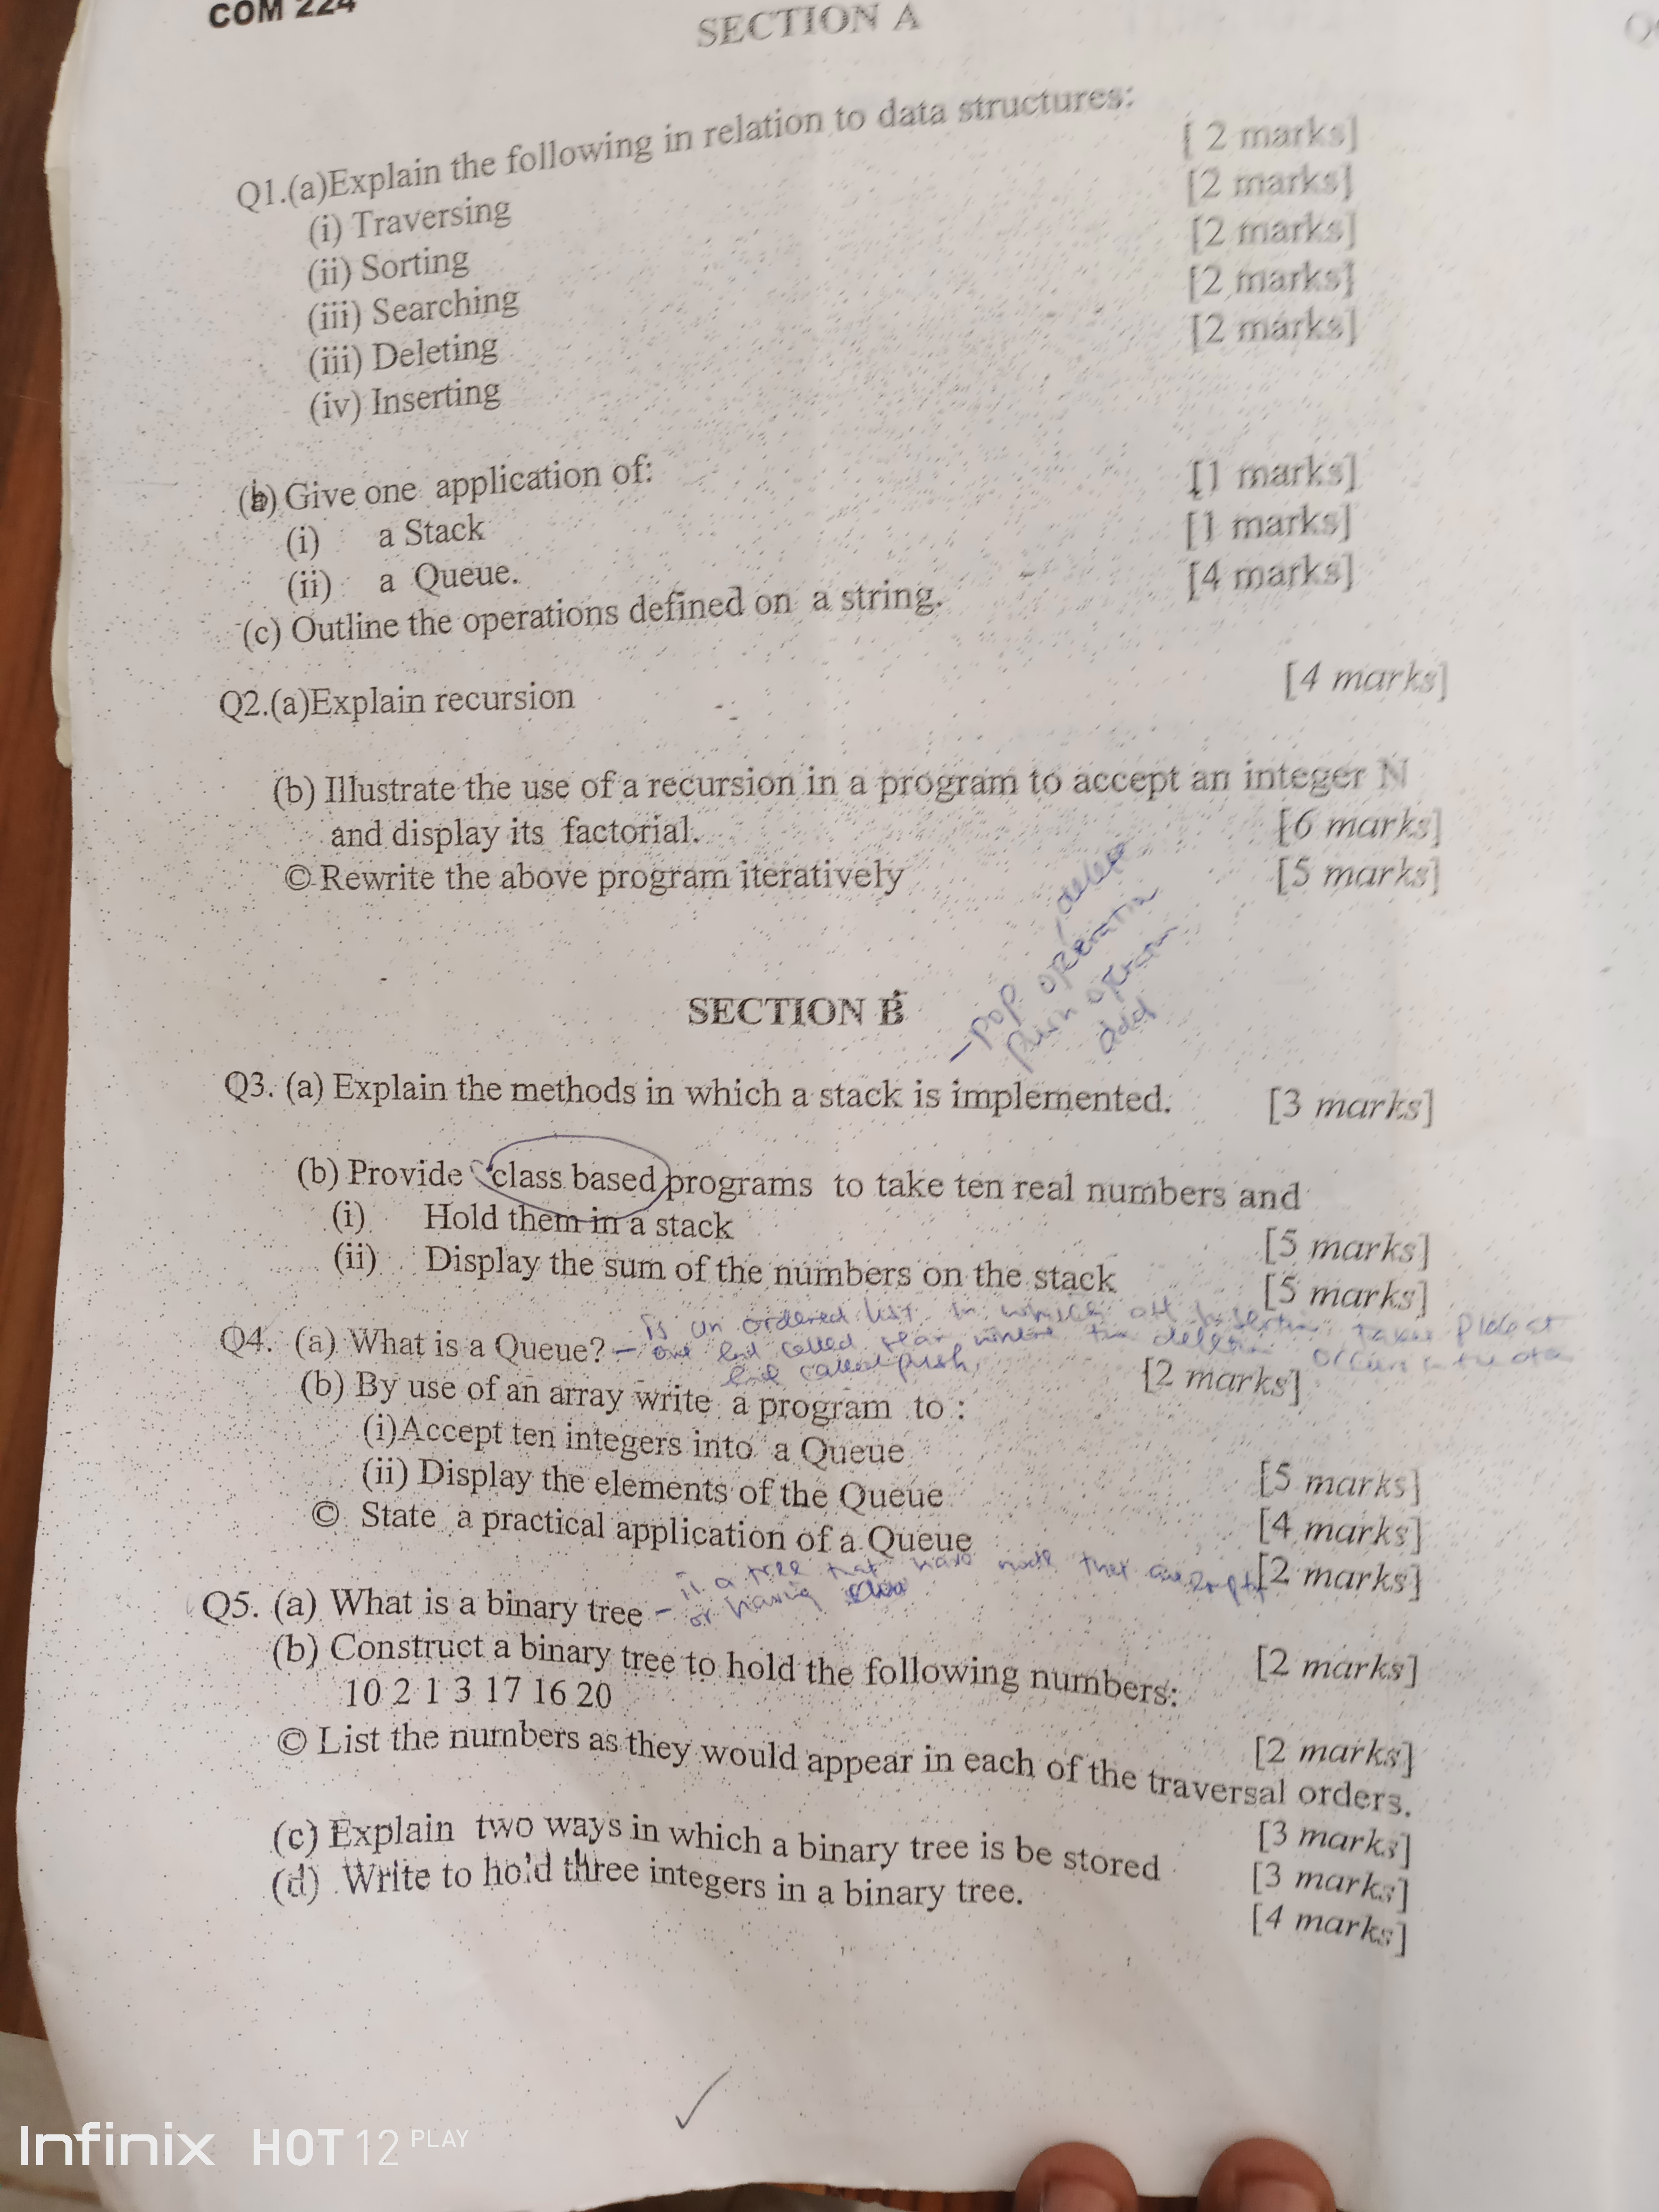 COM 224
SECTION A
Q1.(a)Explain the following in relation to data structures:
(i) Traversing [ 2 marks]
(ii) Sorting [2 marks]
(iii) Searching [2 marks]
(iii) Deleting [2 marks]
(iv) Inserting [2 marks]
(b) Give one application of:
(i) a Stack [1 marks]
(ii) a Queue. [1 marks]
(c) Outline the operations defined on a string. [4 marks]
Q2.(a)Explain recursion [4 marks]
(b) Illustrate the use of a recursion in a program to accept an integer N
and display its factorial. [6 marks]
© Rewrite the above program iteratively [5 marks]
SECTION B
- POP operation
push
add
Q3. (a) Explain the methods in which a stack is implemented. [3 marks]
(b) Provide class based programs to take ten real numbers and
(i) Hold them in a stack [5 marks]
(ii) Display the sum of the numbers on the stack [5 marks]
is an ordered list in which all insertion takes place at
Q4. (a) What is a Queue? - one end called rear where the deletion occurs in the other
end called push [2 marks]
(b) By use of an array write a program to :
(i)Accept ten integers into a Queue [5 marks]
(ii) Display the elements of the Queue [4 marks]
© State a practical application of a Queue [2 marks]
a tree that have node that are empty
Q5. (a) What is a binary tree - or having [2 marks]
(b) Construct a binary tree to hold the following numbers:
10 2 1 3 17 16 20 [2 marks]
© List the numbers as they would appear in each of the traversal orders.
[3 marks]
(c) Explain two ways in which a binary tree is be stored [3 marks]
(d) Write to hold three integers in a binary tree. [4 marks]
Infinix HOT 12 PLAY